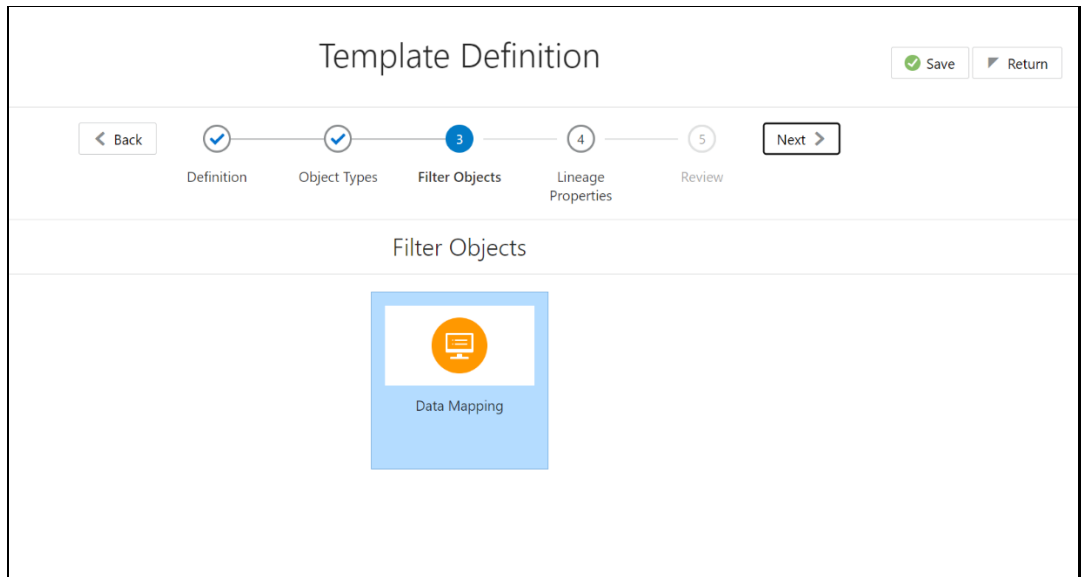 Template Definition
Save
Return
Back
3
4
5
Next
Definition
Object Types
Filter Objects
Lineage
Properties
Review
Filter Objects
Data Mapping